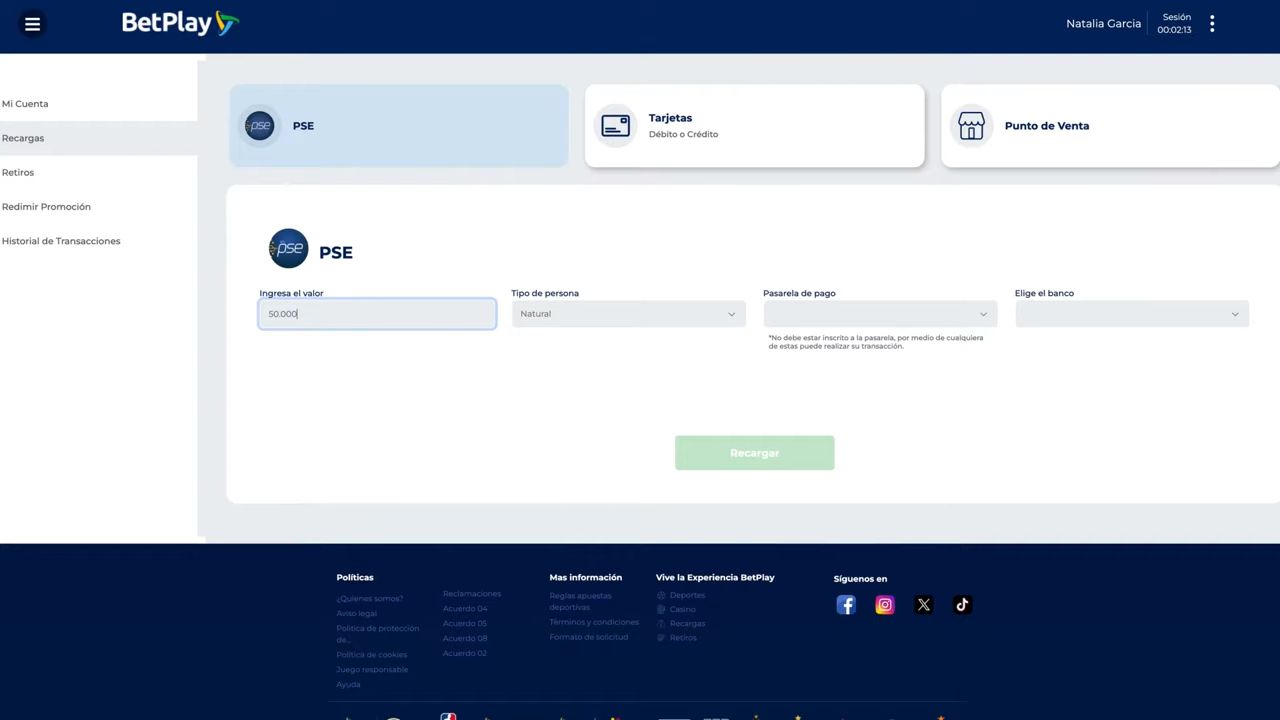 BetPlay
Natalia Garcia
Sesión
00:02:13
Mi Cuenta
Recargas
Retiros
Redimir Promoción
Historial de Transacciones
pse
PSE
Tarjetas
Débito o Crédito
Punto de Venta
pse
PSE
Ingresa el valor
50.000
Tipo de persona
Natural
Pasarela de pago
*No debe estar inscrito a la pasarela, por medio de cualquiera
de estas puede realizar su transacción.
Elige el banco
Recargar
Políticas
¿Quienes somos?
Aviso legal
Política de protección
de...
Política de cookies
Juego responsable
Ayuda
Reclamaciones
Acuerdo 04
Acuerdo 05
Acuerdo 08
Acuerdo 02
Mas información
Reglas apuestas
deportivas
Términos y condiciones
Formato de solicitud
Vive la Experiencia BetPlay
Deportes
Casino
Recargas
Retiros
Síguenos en